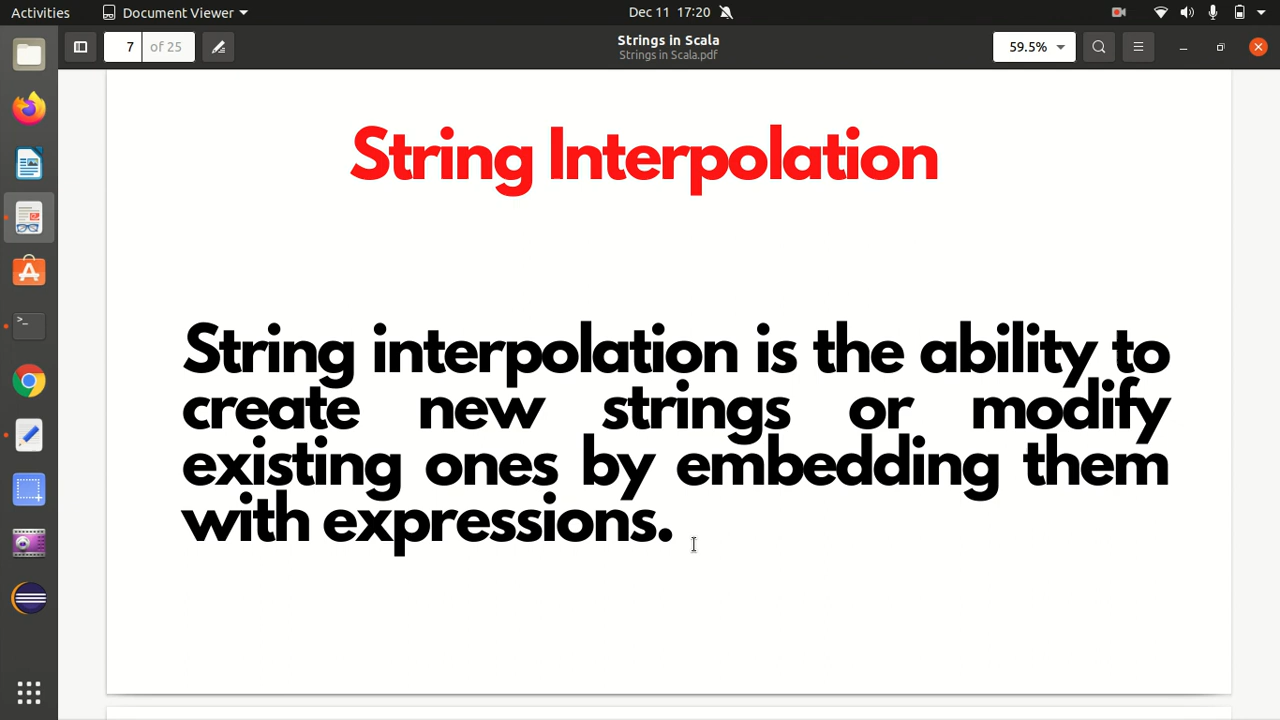 Activities Document Viewer Dec 11 17:20
7 of 25 Strings in Scala 59.5%
Strings in Scala.pdf
String Interpolation
String interpolation is the ability to
create new strings or modify
existing ones by embedding them
with expressions.